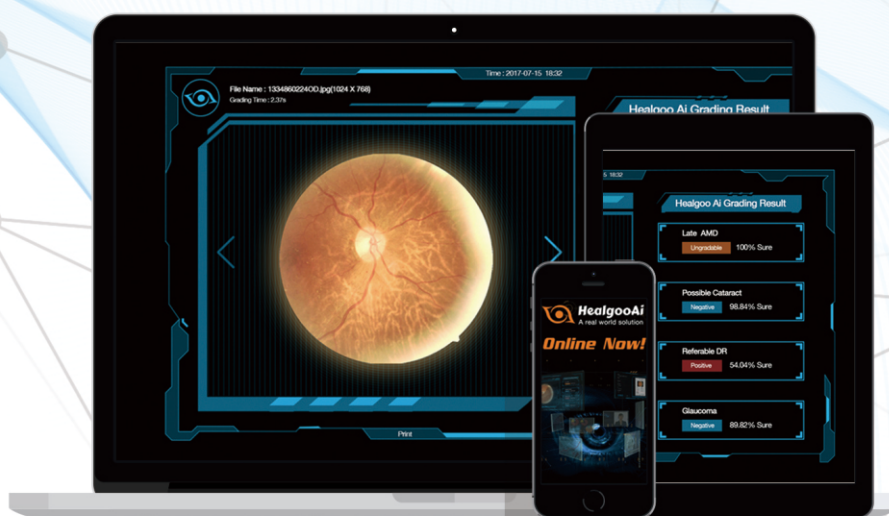 Time : 2017-07-15 18:32
File Name : 1334860224OD.jpg(1024 X 768)
Grading Time : 2.37s
Healgoo Ai Grading Result
Print
18:32
Healgoo Ai Grading Result
Late AMD
Ungradable 100% Sure
Possible Cataract
Negative 98.84% Sure
Referable DR
Positive 54.04% Sure
Glaucoma
Negative 89.82% Sure
HealgooAi
A real world solution
Online Now!